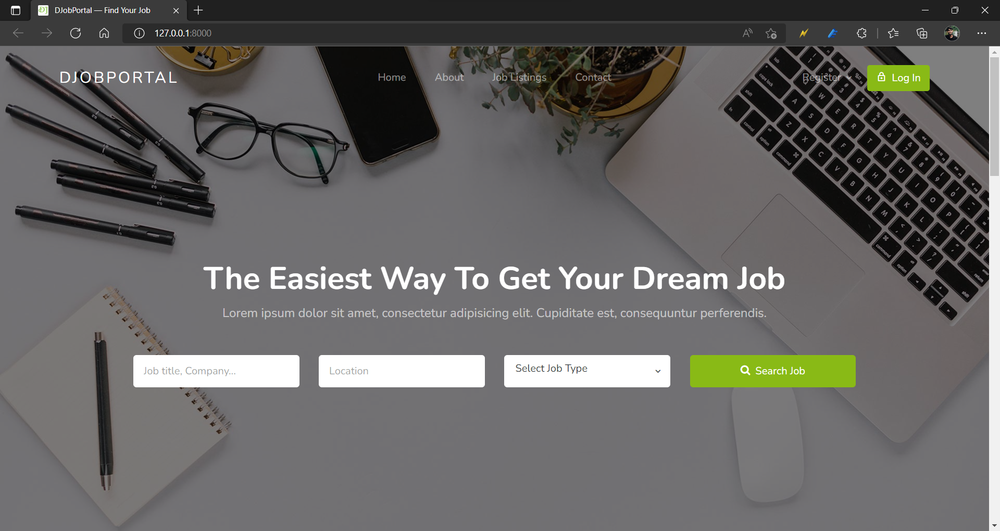 DJobPortal — Find Your Job
127.0.0.1:8000
DJOBPORTAL
Home
About
Job Listings
Contact
Register
Log In
The Easiest Way To Get Your Dream Job
Lorem ipsum dolor sit amet, consectetur adipisicing elit. Cupiditate est, consequuntur perferendis.
Job title, Company...
Location
Select Job Type
Search Job